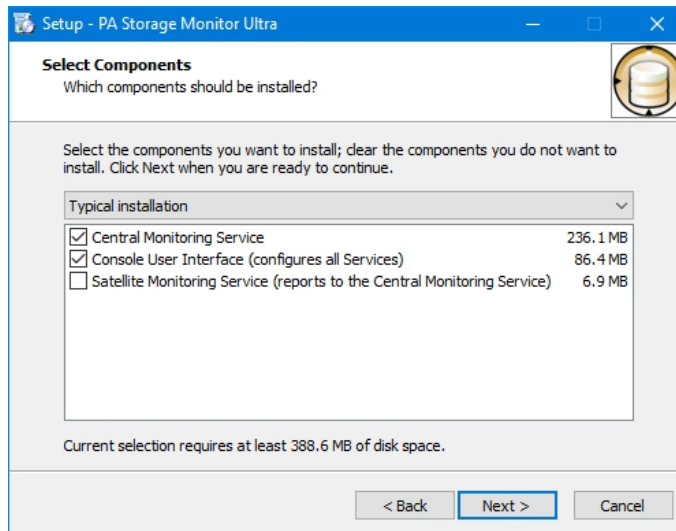 Setup - PA Storage Monitor Ultra
Select Components
Which components should be installed?
Select the components you want to install; clear the components you do not want to
install. Click Next when you are ready to continue.
Typical installation
Central Monitoring Service 236.1 MB
Console User Interface (configures all Services) 86.4 MB
Satellite Monitoring Service (reports to the Central Monitoring Service) 6.9 MB
Current selection requires at least 388.6 MB of disk space.
< Back Next > Cancel